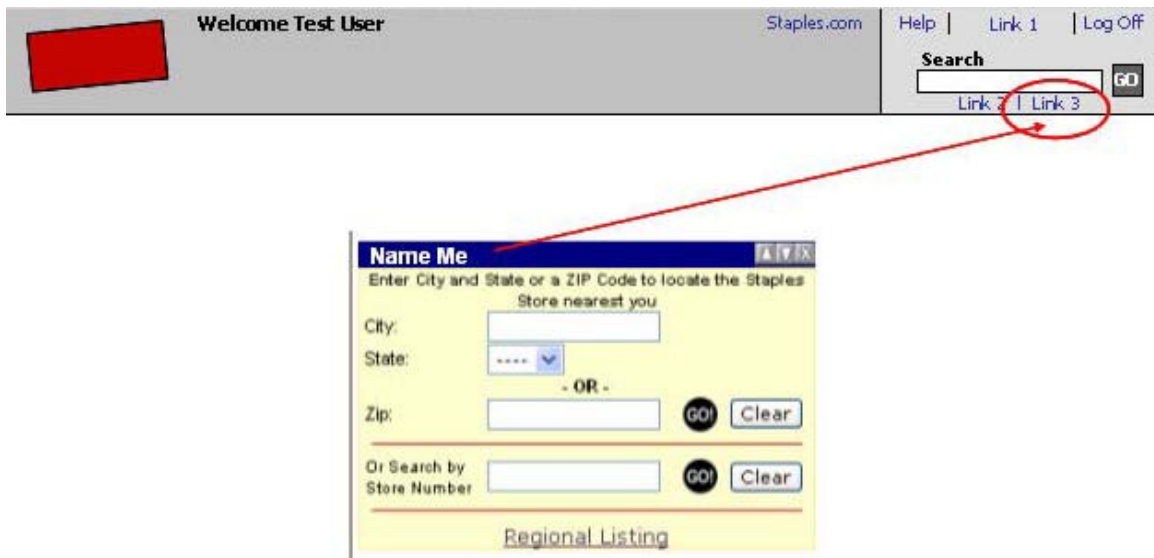 Welcome Test User
Staples.com
Help | Link 1 | Log Off
Search
GO
Link 2 | Link 3
Name Me
Enter City and State or a ZIP Code to locate the Staples
Store nearest you
City:
State:
----
- OR -
Zip:
GO! Clear
Or Search by
Store Number
GO! Clear
Regional Listing